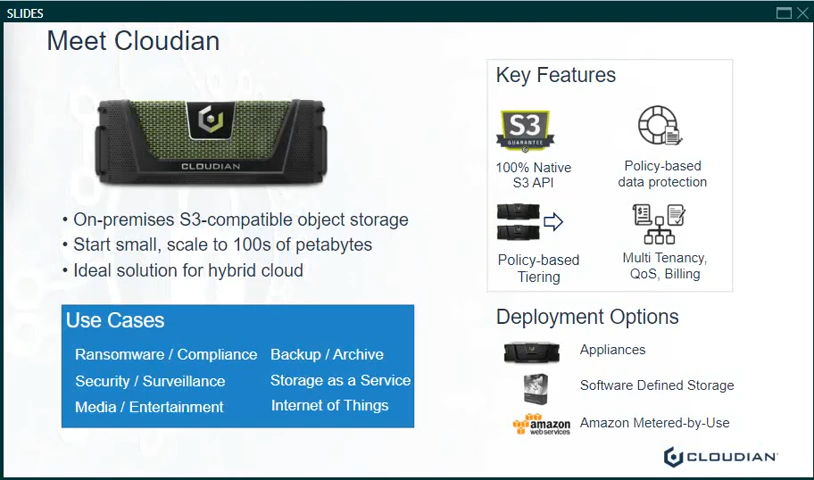 SLIDES
Meet Cloudian
CLOUDIAN
• On-premises S3-compatible object storage
• Start small, scale to 100s of petabytes
• Ideal solution for hybrid cloud
Use Cases
Ransomware / Compliance
Backup / Archive
Security / Surveillance
Storage as a Service
Media / Entertainment
Internet of Things
Key Features
S3
GUARANTEE
100% Native
S3 API
Policy-based
data protection
Policy-based
Tiering
Multi Tenancy,
QoS, Billing
Deployment Options
Appliances
Software Defined Storage
amazon
webservices
Amazon Metered-by-Use
CLOUDIAN